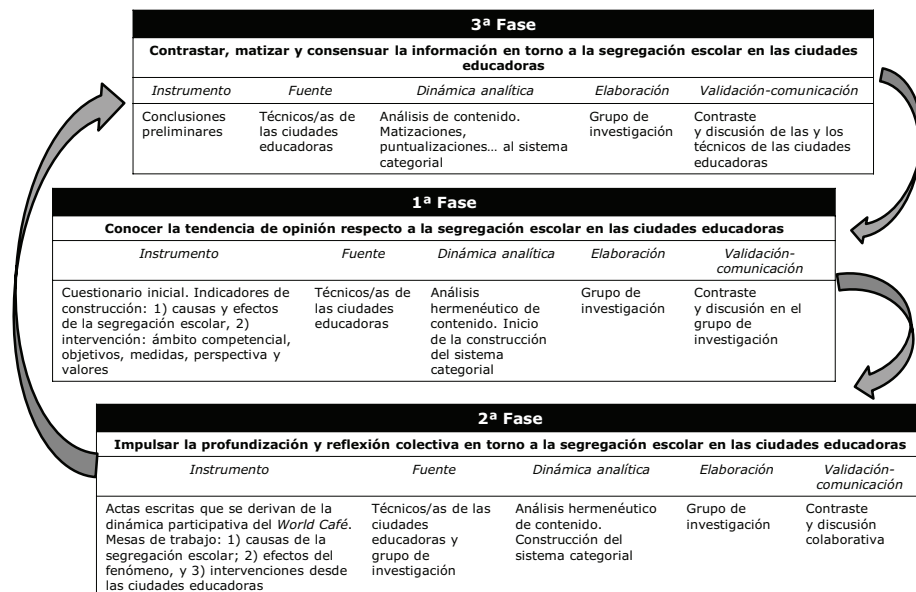 3ª Fase
Contrastar, matizar y consensuar la información en torno a la segregación escolar en las ciudades
educadoras
Instrumento
Fuente
Dinámica analítica
Elaboración
Validación-comunicación
Conclusiones
preliminares
Técnicos/as de
las ciudades
educadoras
Análisis de contenido.
Matizaciones,
puntualizaciones… al sistema
categorial
Grupo de
investigación
Contraste
y discusión de las y los
técnicos de las ciudades
educadoras
1ª Fase
Conocer la tendencia de opinión respecto a la segregación escolar en las ciudades educadoras
Instrumento
Fuente
Dinámica analítica
Elaboración
Validación-
comunicación
Cuestionario inicial. Indicadores de
construcción: 1) causas y efectos
de la segregación escolar, 2)
intervención: ámbito competencial,
objetivos, medidas, perspectiva y
valores
Técnicos/as de
las ciudades
educadoras
Análisis
hermenéutico de
contenido. Inicio
de la construcción
del sistema
categorial
Grupo de
investigación
Contraste
y discusión en el
grupo de
investigación
2ª Fase
Impulsar la profundización y reflexión colectiva en torno a la segregación escolar en las ciudades educadoras
Instrumento
Fuente
Dinámica analítica
Elaboración
Validación-
comunicación
Actas escritas que se derivan de la
dinámica participativa del World Café.
Mesas de trabajo: 1) causas de la
segregación escolar; 2) efectos del
fenómeno, y 3) intervenciones desde
las ciudades educadoras
Técnicos/as de las
ciudades
educadoras y
grupo de
investigación
Análisis hermenéutico
de contenido.
Construcción del
sistema categorial
Grupo de
investigación
Contraste
y discusión
colaborativa